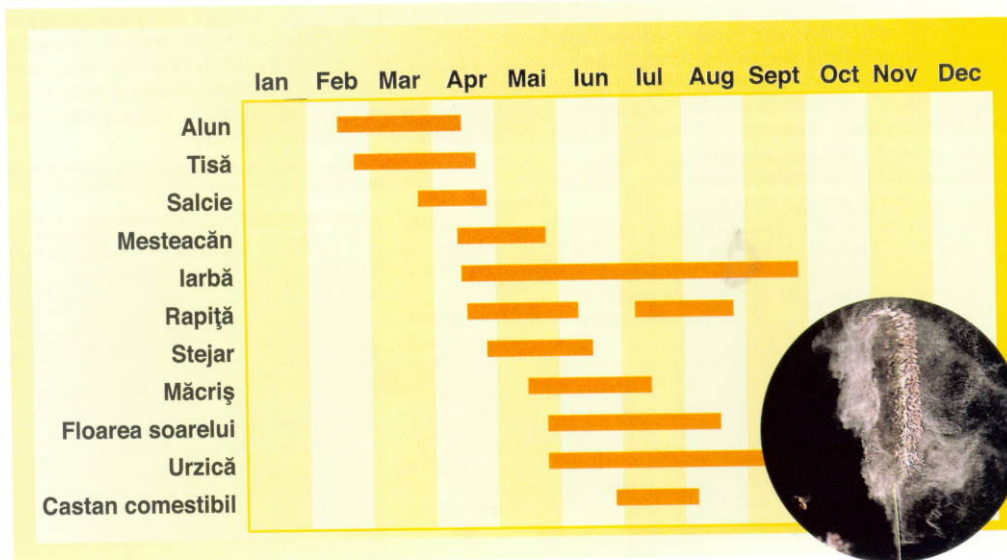 Ian Feb Mar Apr Mai Iun Iul Aug Sept Oct Nov Dec
Alun
Tisă
Salcie
Mesteacăn
Iarbă
Rapiţă
Stejar
Măcriş
Floarea soarelui
Urzică
Castan comestibil